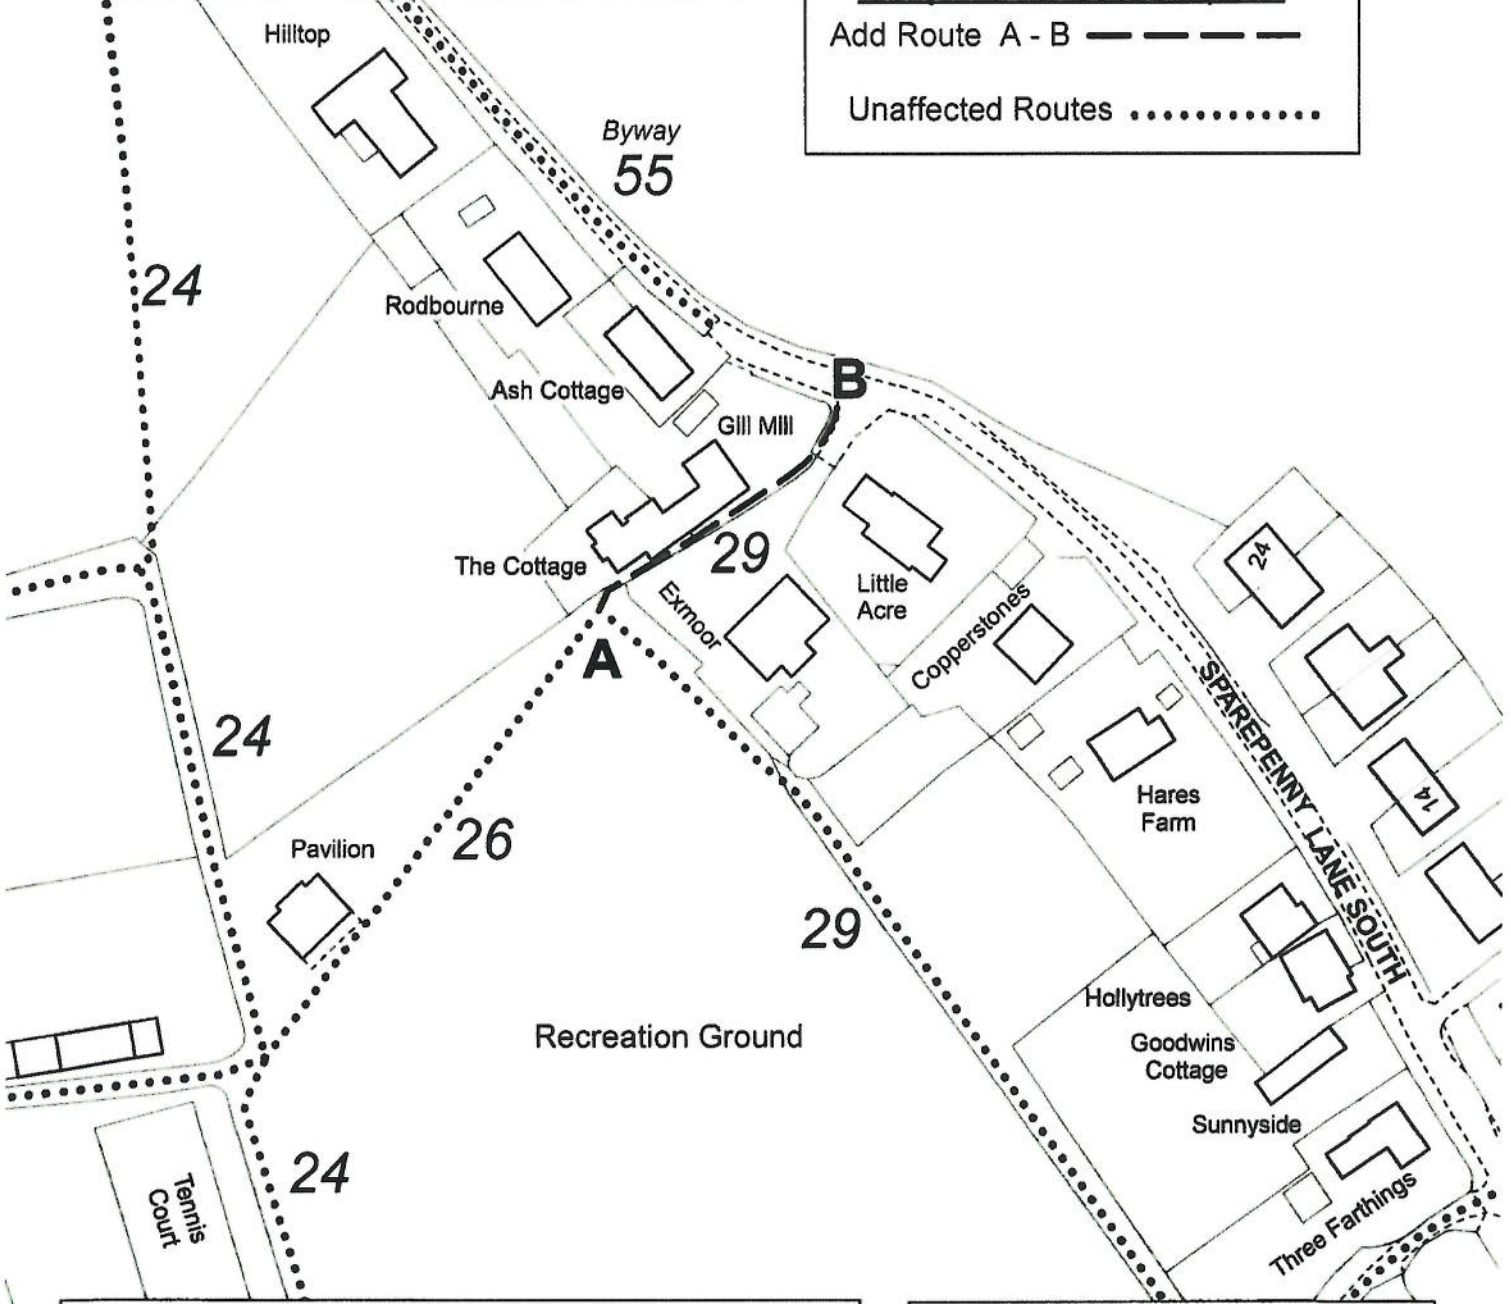 Hilltop
Add Route A - B
Unaffected Routes
Byway
55
24
Rodbourne
B
Ash Cottage
Gill Mill
29
The Cottage
Exmoor
Little
Acre
24
Copperstones
A
SPAREPENNY LANE SOUTH
24
26
14
Hares
Farm
Pavilion
29
Hollytrees
Recreation Ground
Goodwins
Cottage
Sunnyside
24
Tennis
Court
Three Farthings